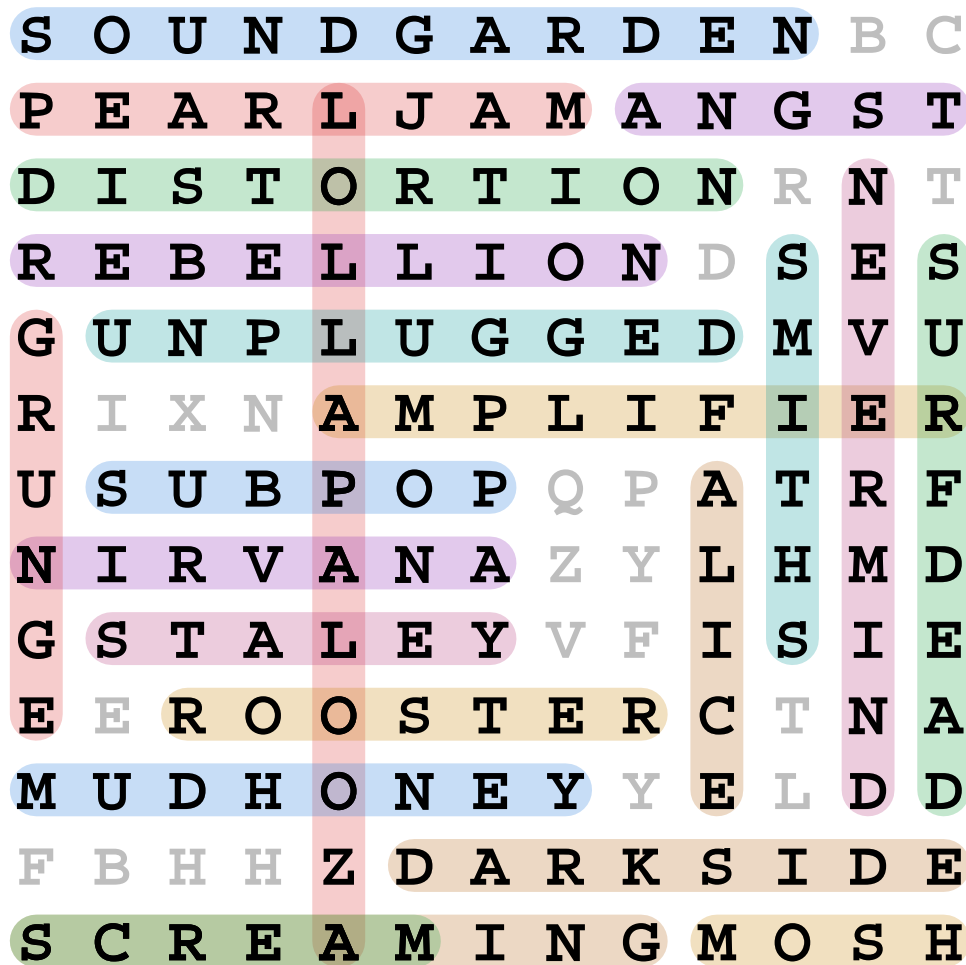 S O U N D G A R D E N B C
P E A R L J A M A N G S T
D I S T O R T I O N R N T
R E B E L L I O N D S E S
G U N P L U G G E D M V U
R I X N A M P L I F I E R
U S U B P O P Q P A T R F
N I R V A N A Z Y L H M D
G S T A L E Y V F I S I E
E E R O O S T E R C T N A
M U D H O N E Y Y E L D D
F B H H Z D A R K S I D E
S C R E A M I N G M O S H